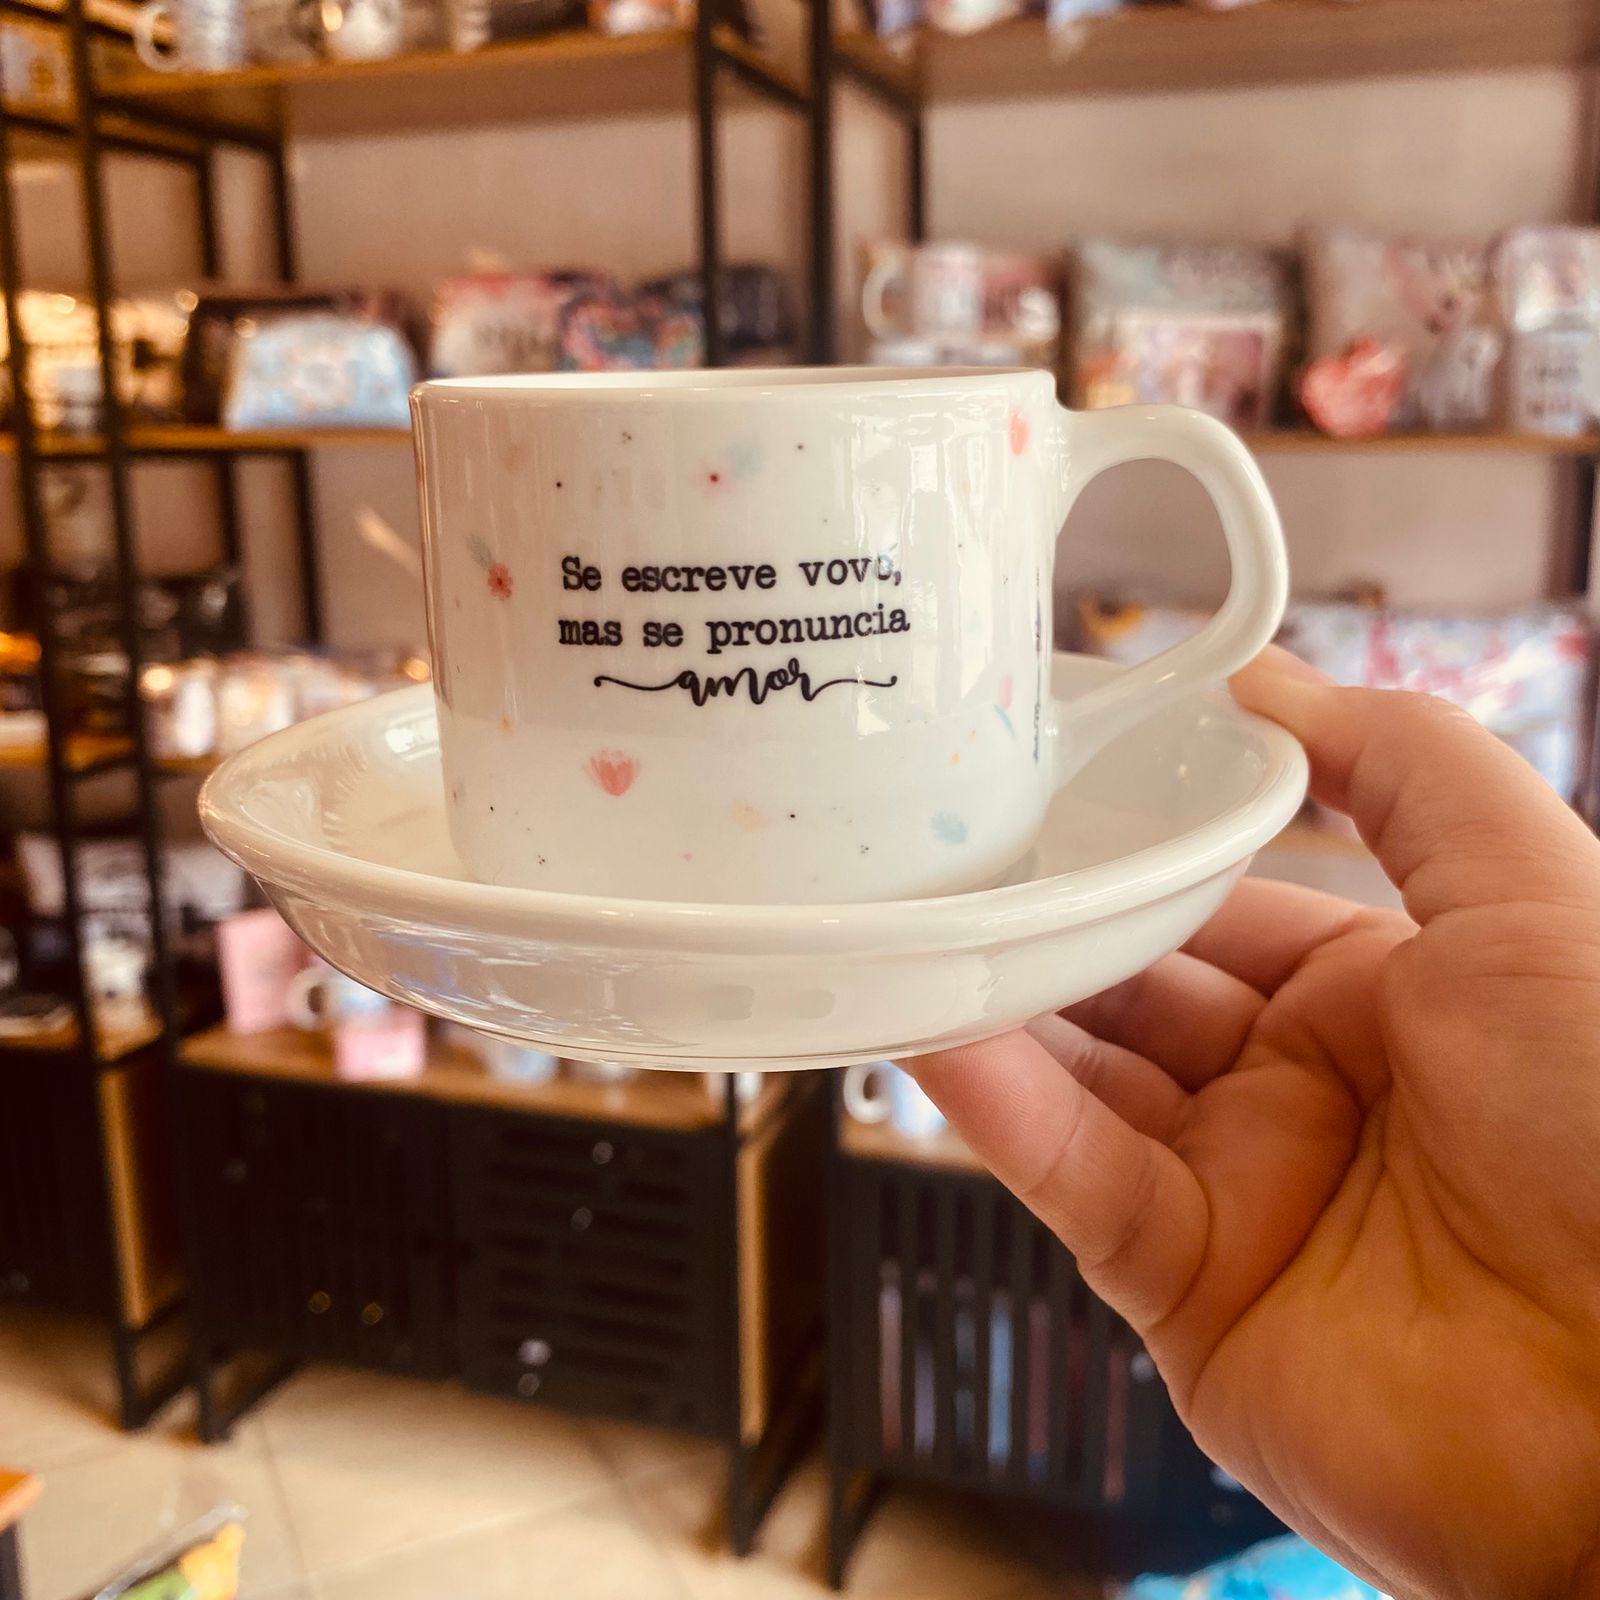 Se escreve vovó,
mas se pronuncia
amor